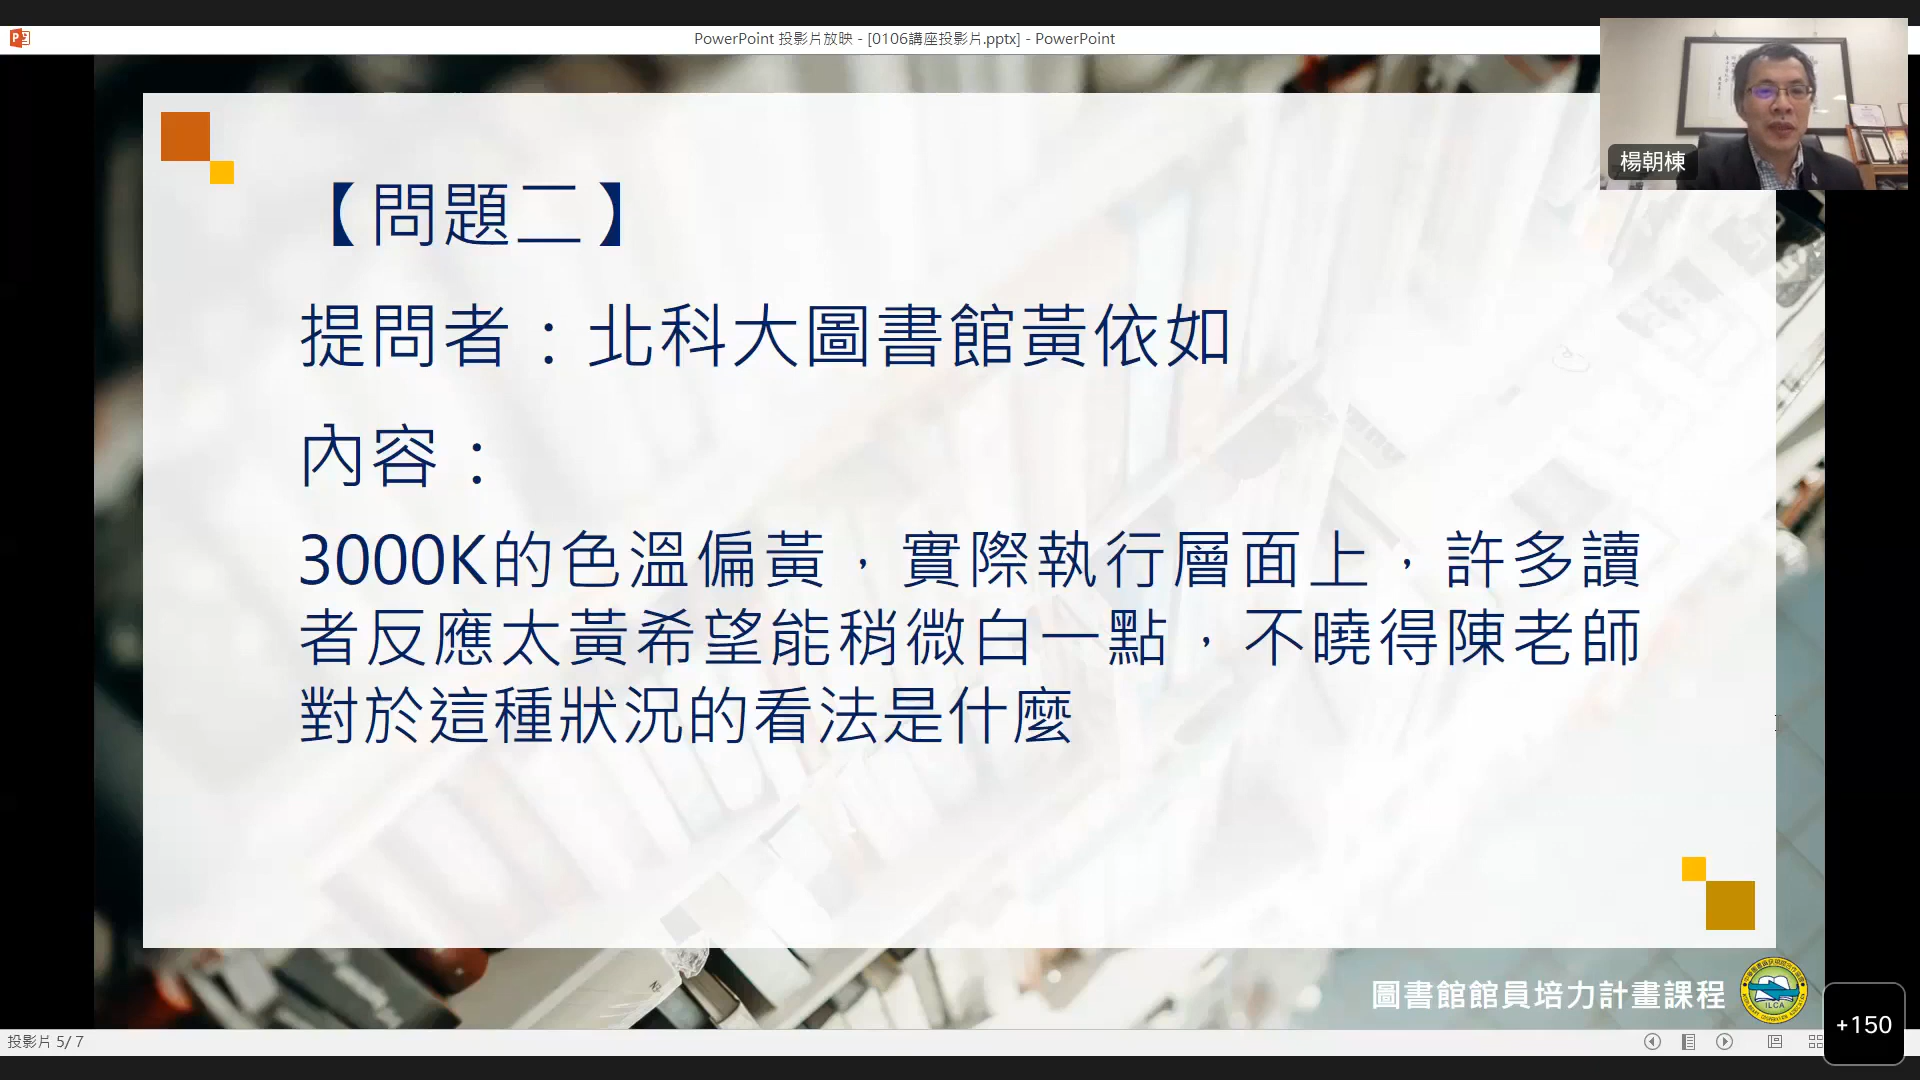 PowerPoint 投影片放映 - [0106講座投影片.pptx] - PowerPoint
楊朝棟
【問題二】
提問者：北科大圖書館黃依如
內容：
3000K的色溫偏黃，實際執行層面上，許多讀
者反應太黃希望能稍微白一點，不曉得陳老師
對於這種狀況的看法是什麼
圖書館館員培力計畫課程
ILCA
投影片 5/ 7
+150